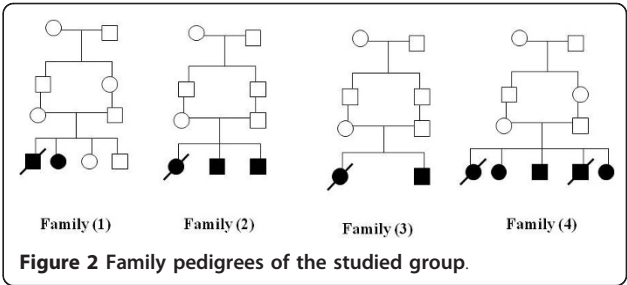 Family (1) Family (2) Family (3) Family (4)
Figure 2 Family pedigrees of the studied group.